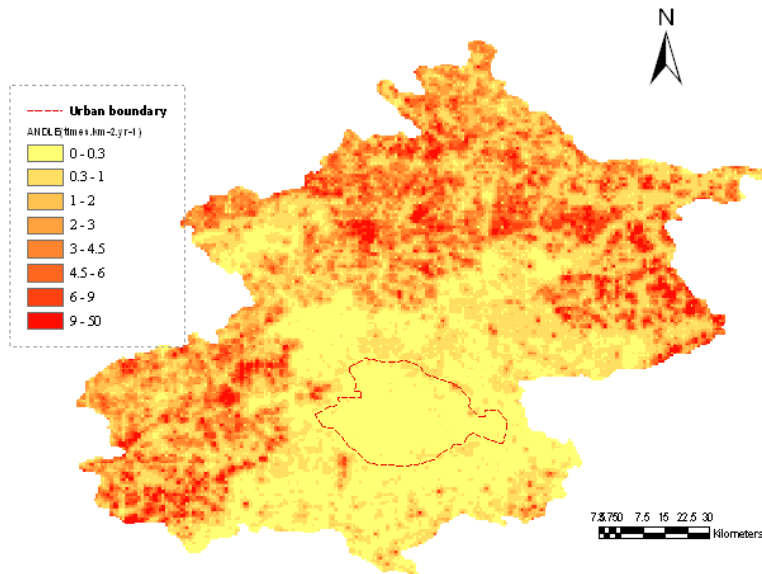 N
Urban boundary
ANDLE(times.km-2.yr-1)
0 - 0.3
0.3 - 1
1 - 2
2 - 3
3 - 4.5
4.5 - 6
6 - 9
9 - 50
7.5 15 22.5 30
Kilometers